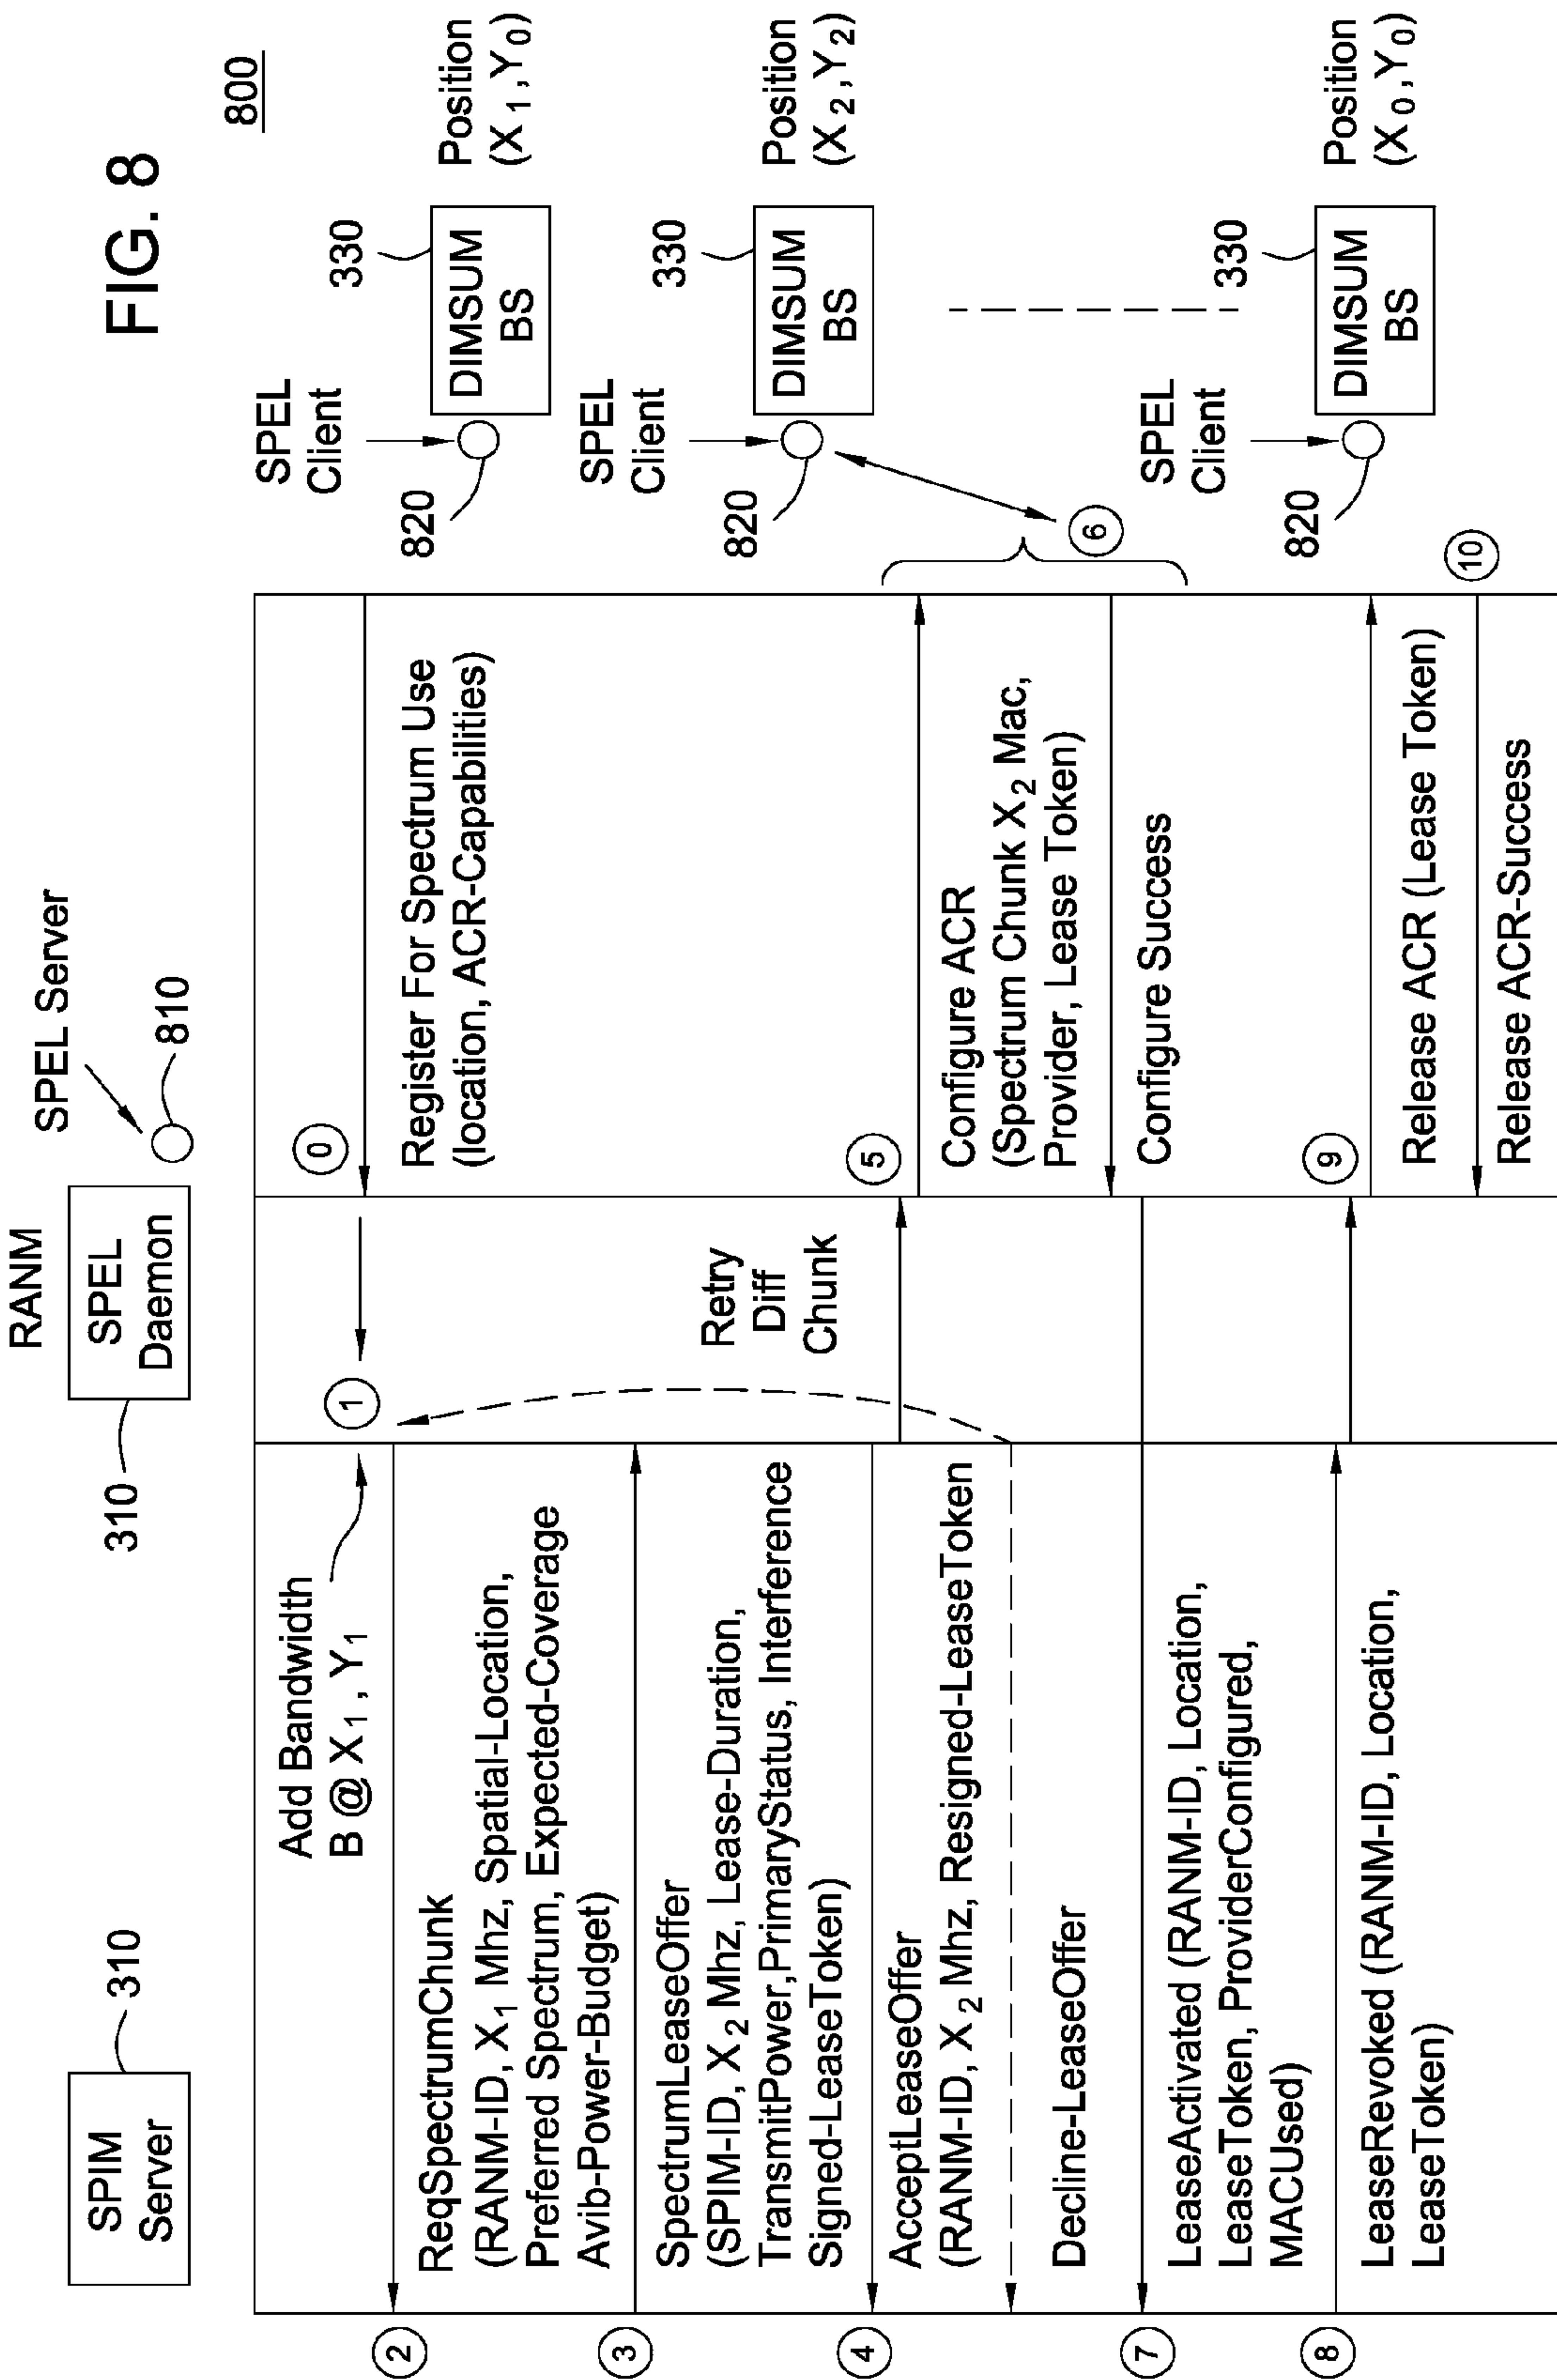 FIG. 8
800
SPIM
Server
310
RANM
SPEL
Daemon
310
SPEL Server
810
SPEL
Client
820
DIMSUM
BS
330
Position
(X1,Y0)
SPEL
Client
820
DIMSUM
BS
330
Position
(X2,Y2)
SPEL
Client
820
DIMSUM
BS
330
Position
(X0,Y0)
0
Register For Spectrum Use
(location, ACR-Capabilities)
1
Add Bandwidth
B @ X1, Y1
2
ReqSpectrumChunk
(RANM-ID, X1 Mhz, Spatial-Location,
Preferred Spectrum, Expected-Coverage
Avib-Power-Budget)
3
SpectrumLeaseOffer
(SPIM-ID, X2 Mhz, Lease-Duration,
TransmitPower,PrimaryStatus, Interference
Signed-LeaseToken)
4
AcceptLeaseOffer
(RANM-ID, X2 Mhz, Resigned-LeaseToken
Retry
Diff
Chunk
Decline-LeaseOffer
5
Configure ACR
(Spectrum Chunk X2 Mac,
Provider, Lease Token)
6
Configure Success
7
LeaseActivated (RANM-ID, Location,
LeaseToken, ProviderConfigured,
MACUsed)
8
LeaseRevoked (RANM-ID, Location,
LeaseToken)
9
Release ACR (Lease Token)
10
Release ACR-Success